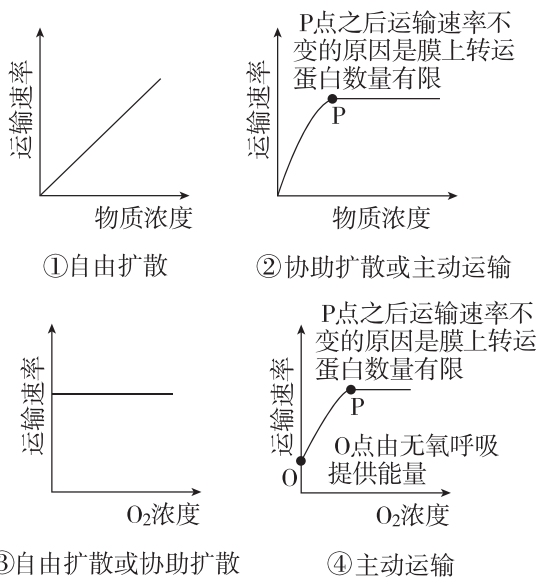 P点之后运输速率不
变的原因是膜上转运
蛋白数量有限
运输速率
物质浓度
①自由扩散
运输速率
P
物质浓度
②协助扩散或主动运输
运输速率
O₂浓度
③自由扩散或协助扩散
P点之后运输速率不
变的原因是膜上转运
蛋白数量有限
运输速率
P
O点由无氧呼吸
提供能量
O
O₂浓度
④主动运输